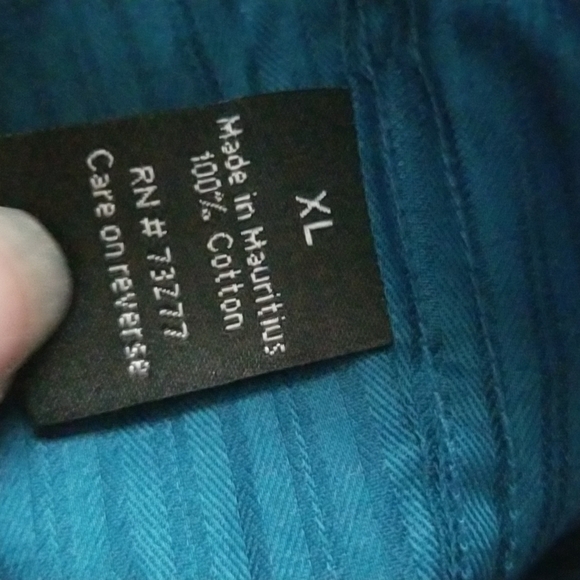 XL
Made in Mauritius
100% Cotton
RN # 73277
Care on reverse